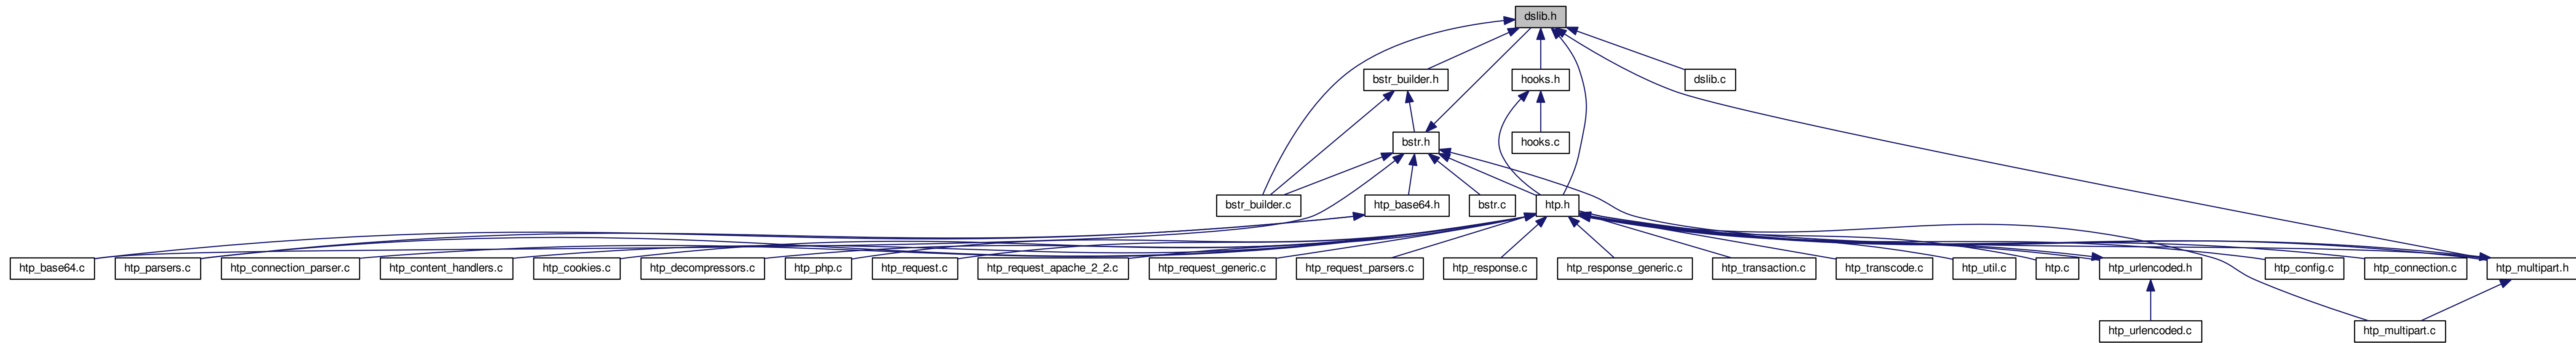 dslib.h
bstr_builder.h
hooks.h
dslib.c
bstr.h
hooks.c
bstr_builder.c
htp_base64.h
bstr.c
htp.h
htp_base64.c
htp_parsers.c
htp_connection_parser.c
htp_content_handlers.c
htp_cookies.c
htp_decompressors.c
htp_php.c
htp_request.c
htp_request_apache_2_2.c
htp_request_generic.c
htp_request_parsers.c
htp_response.c
htp_response_generic.c
htp_transaction.c
htp_transcode.c
htp_util.c
htp.c
htp_urlencoded.h
htp_config.c
htp_connection.c
htp_multipart.h
htp_urlencoded.c
htp_multipart.c